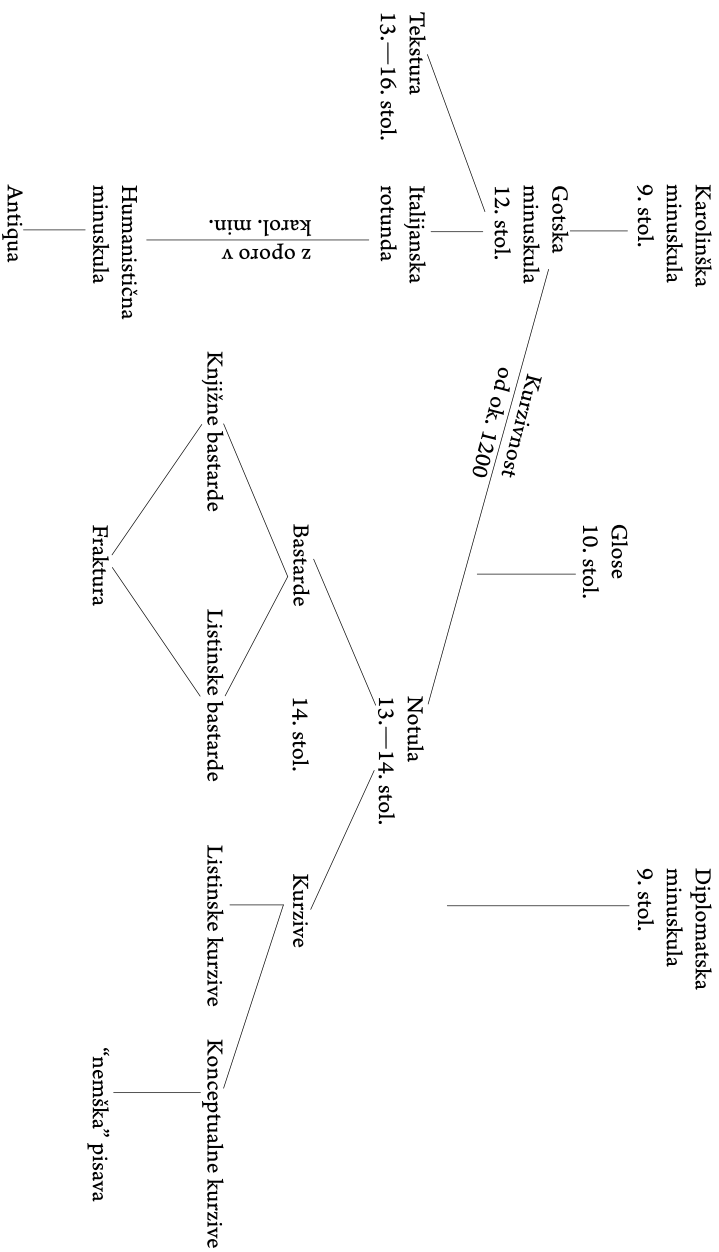 Karolinška
minuskula
9. stol.
Diplomatska
minuskula
9. stol.
Glose
10. stol.
Gotska
minuskula
12. stol.
Kurzivnost
od ok. 1200
Tekstura
13.—16. stol.
Italijanska
rotunda
Notula
13.—14. stol.
z oporo v
karol. min.
Bastarde
14. stol.
Kurzive
Knjižne bastarde
Listinske bastarde
Listinske kurzive
Konceptualne kurzive
Humanistična
minuskula
Fraktura
“nemška” pisava
Antiqua